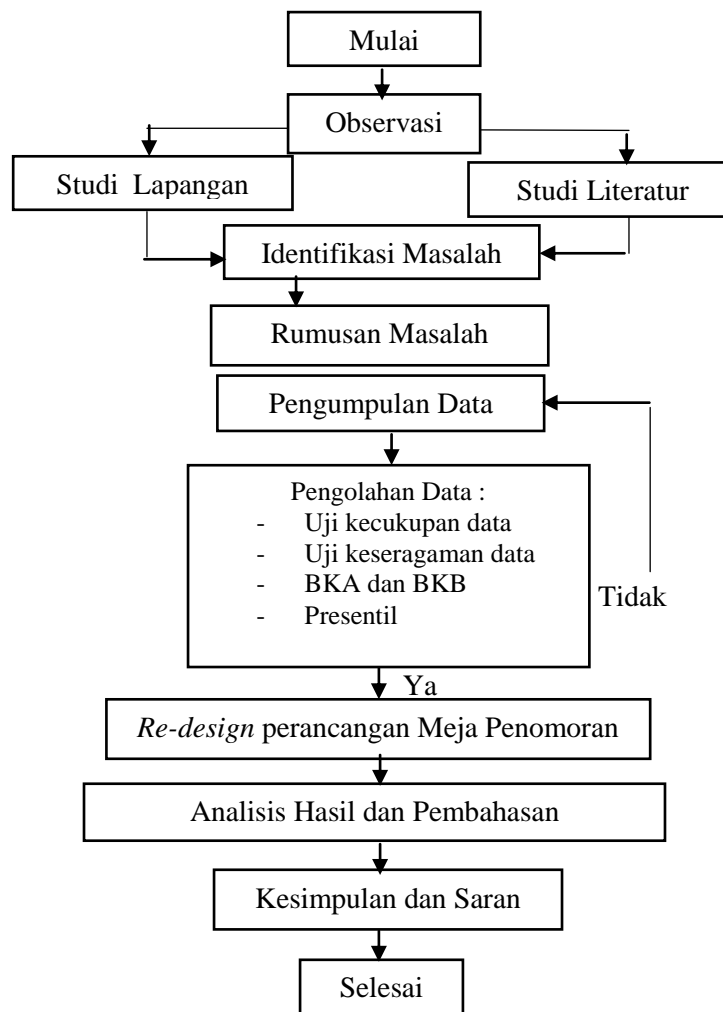 Mulai
Observasi
Studi Lapangan
Studi Literatur
Identifikasi Masalah
Rumusan Masalah
Pengumpulan Data
Pengolahan Data :
- Uji kecukupan data
- Uji keseragaman data
- BKA dan BKB
- Presentil
Tidak
Ya
Re-design perancangan Meja Penomoran
Analisis Hasil dan Pembahasan
Kesimpulan dan Saran
Selesai